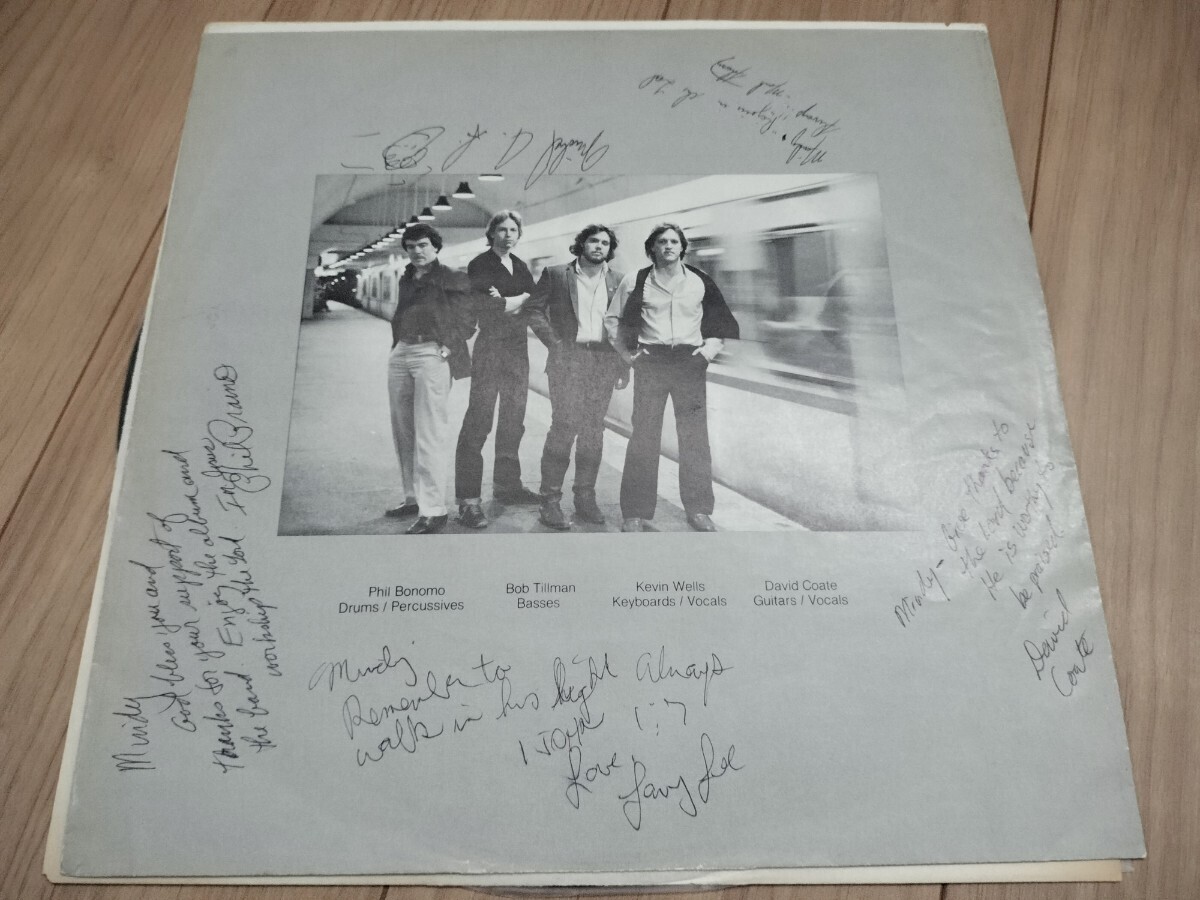 Phil Bonomo
Drums / Percussives
Bob Tillman
Basses
Kevin Wells
Keyboards / Vocals
David Coate
Guitars / Vocals
Mindy
God bless you and
thanks for your support of
the band. Enjoy the album and
worship the Lord. In Love
Mindy
Remember to
walk in his light Always
1 JOHN 1:7
Love,
Mindy - Give thanks to
the Lord because
He is worthy to
be praised.
David
Coate
Mindy,